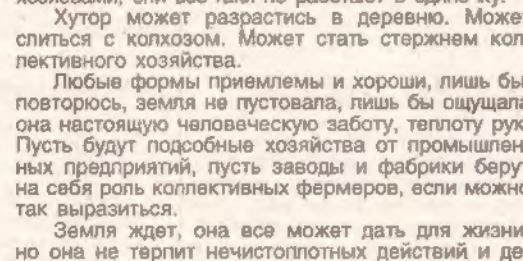 Хутор может разрастись в деревню. Може
слиться с колхозом. Может стать стержнем кол
лективного хозяйства.
Любые формы приемлемы и хороши, лишь бы
повторюсь, земля не пустовала, лишь бы ощущал
она настоящую человеческую заботу, теплоту рук
Пусть будут подсобные хозяйства от промышлен
ных предприятий, пусть заводы и фабрики беру
на себя роль коллективных фермеров, если можно
так выразиться.
Земля ждет, она все может дать для жизни
но она не терпит нечистоплотных действий и де